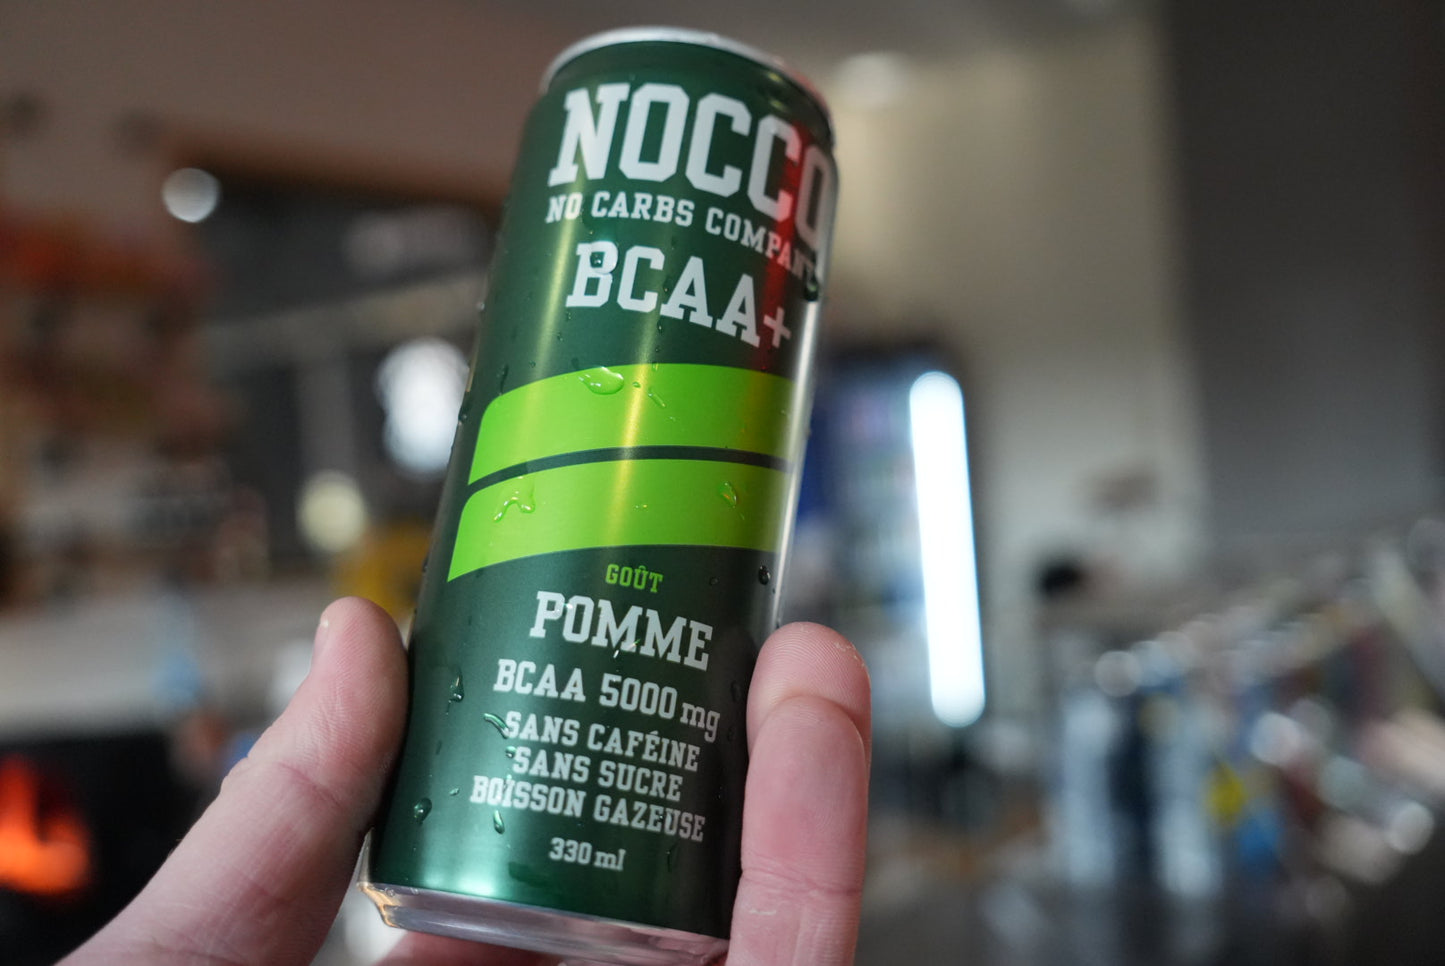 NOCCO
NO CARBS COMPANY
BCAA+
GOÛT
POMME
BCAA 5000 mg
SANS CAFÉINE
SANS SUCRE
BOISSON GAZEUSE
330 ml